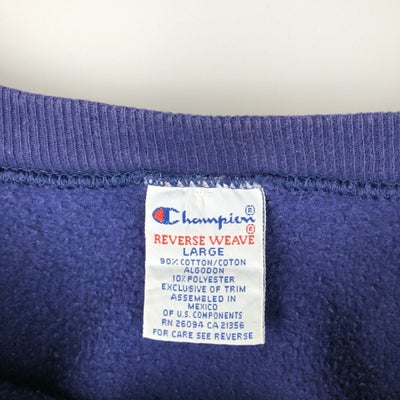 Champion®
REVERSE WEAVE®
LARGE
90% COTTON/COTON
ALGODON
10% POLYESTER
EXCLUSIVE OF TRIM
ASSEMBLED IN
MEXICO
OF U.S. COMPONENTS
RN 26094 CA 21356
FOR CARE SEE REVERSE